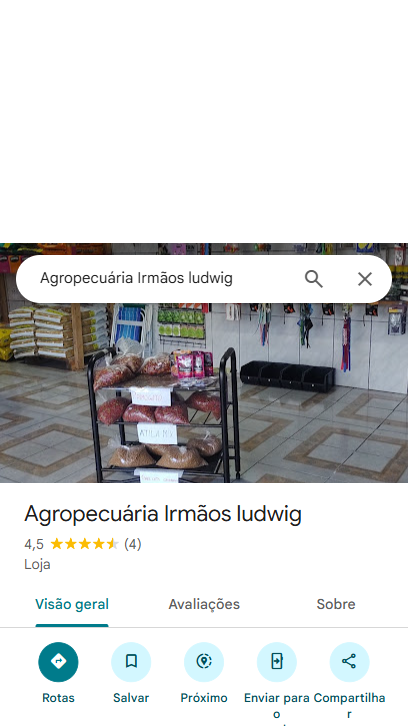 Agropecuária Irmãos ludwig
Agropecuária Irmãos ludwig
4,5 (4)
Loja
Visão geral Avaliações Sobre
Rotas Salvar Próximo Enviar para o Compartilhar